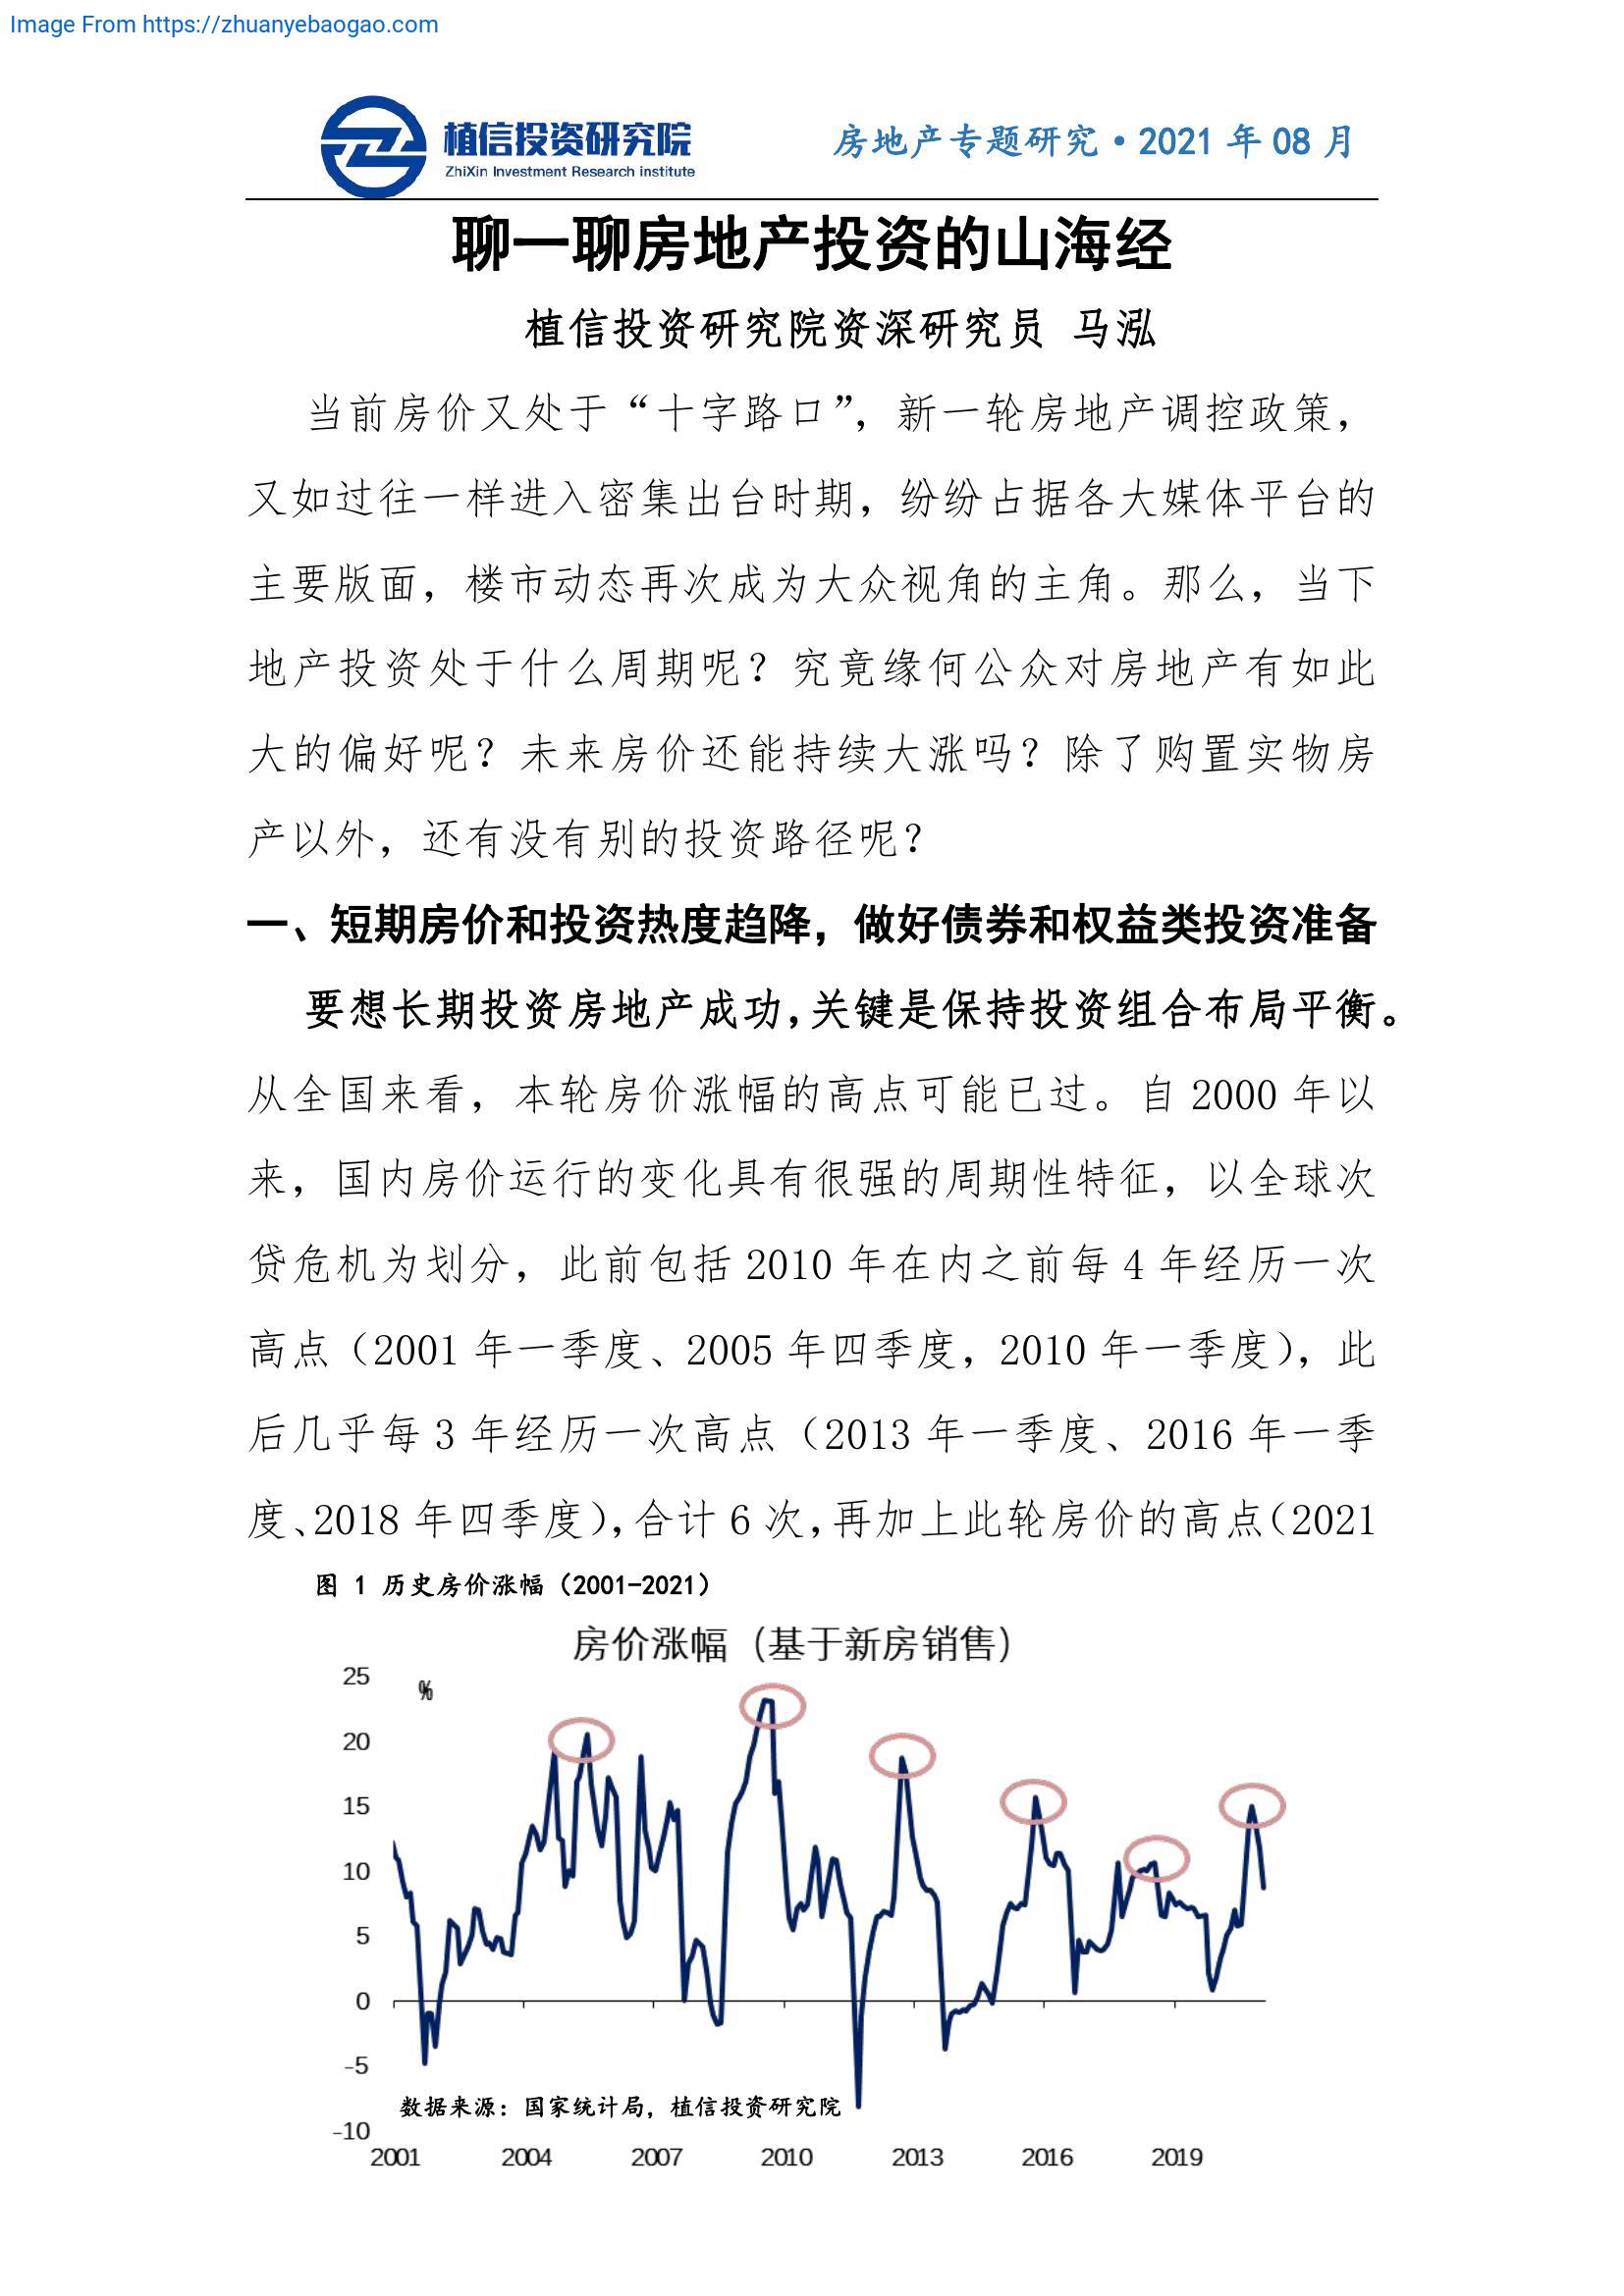 Image From https://zhuanyebaogao.com
植信投资研究院
ZhiXin Investment Research institute
房地产专题研究·2021 年 08 月
聊一聊房地产投资的山海经
植信投资研究院资深研究员 马泓
当前房价又处于“十字路口”，新一轮房地产调控政策，
又如过往一样进入密集出台时期，纷纷占据各大媒体平台的
主要版面，楼市动态再次成为大众视角的主角。那么，当下
地产投资处于什么周期呢？究竟缘何公众对房地产有如此
大的偏好呢？未来房价还能持续大涨吗？除了购置实物房
产以外，还有没有别的投资路径呢？
一、短期房价和投资热度趋降，做好债券和权益类投资准备
要想长期投资房地产成功，关键是保持投资组合布局平衡。
从全国来看，本轮房价涨幅的高点可能已过。自 2000 年以
来，国内房价运行的变化具有很强的周期性特征，以全球次
贷危机为划分，此前包括 2010 年在内之前每 4 年经历一次
高点（2001 年一季度、2005 年四季度，2010 年一季度），此
后几乎每 3 年经历一次高点（2013 年一季度、2016 年一季
度、2018 年四季度），合计 6 次，再加上此轮房价的高点（2021
图 1 历史房价涨幅（2001-2021）
房价涨幅（基于新房销售）
%
25
20
15
10
5
0
-5
-10
数据来源：国家统计局，植信投资研究院
2001 2004 2007 2010 2013 2016 2019